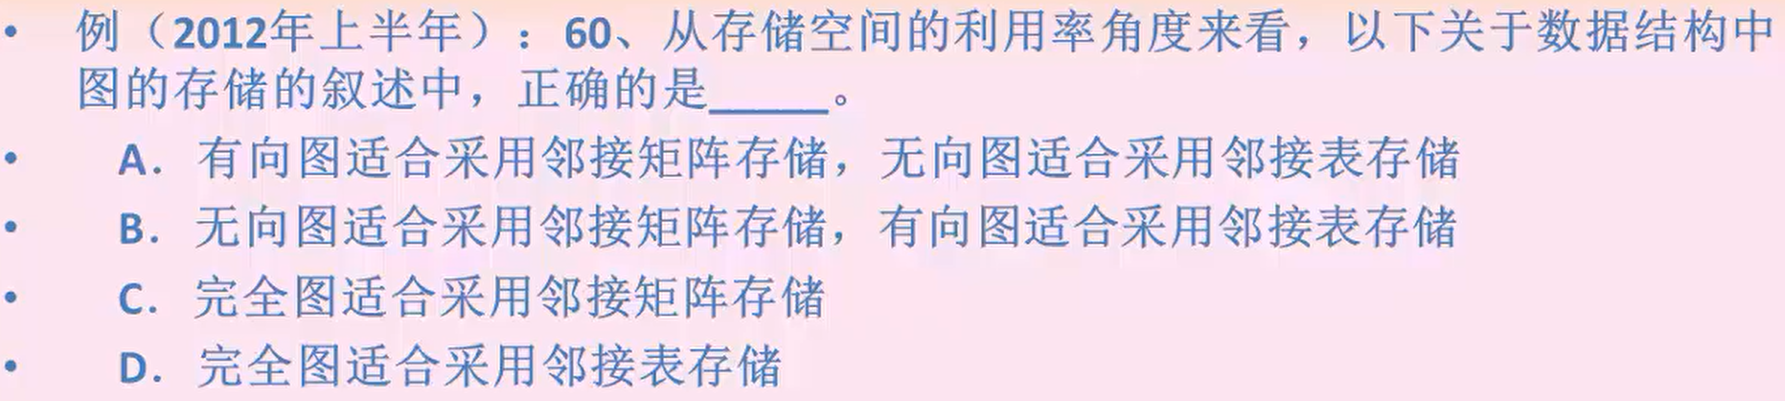 • 例（2012年上半年）：60、从存储空间的利用率角度来看，以下关于数据结构中
图的存储的叙述中，正确的是_____。
• A．有向图适合采用邻接矩阵存储，无向图适合采用邻接表存储
• B．无向图适合采用邻接矩阵存储，有向图适合采用邻接表存储
• C．完全图适合采用邻接矩阵存储
• D．完全图适合采用邻接表存储